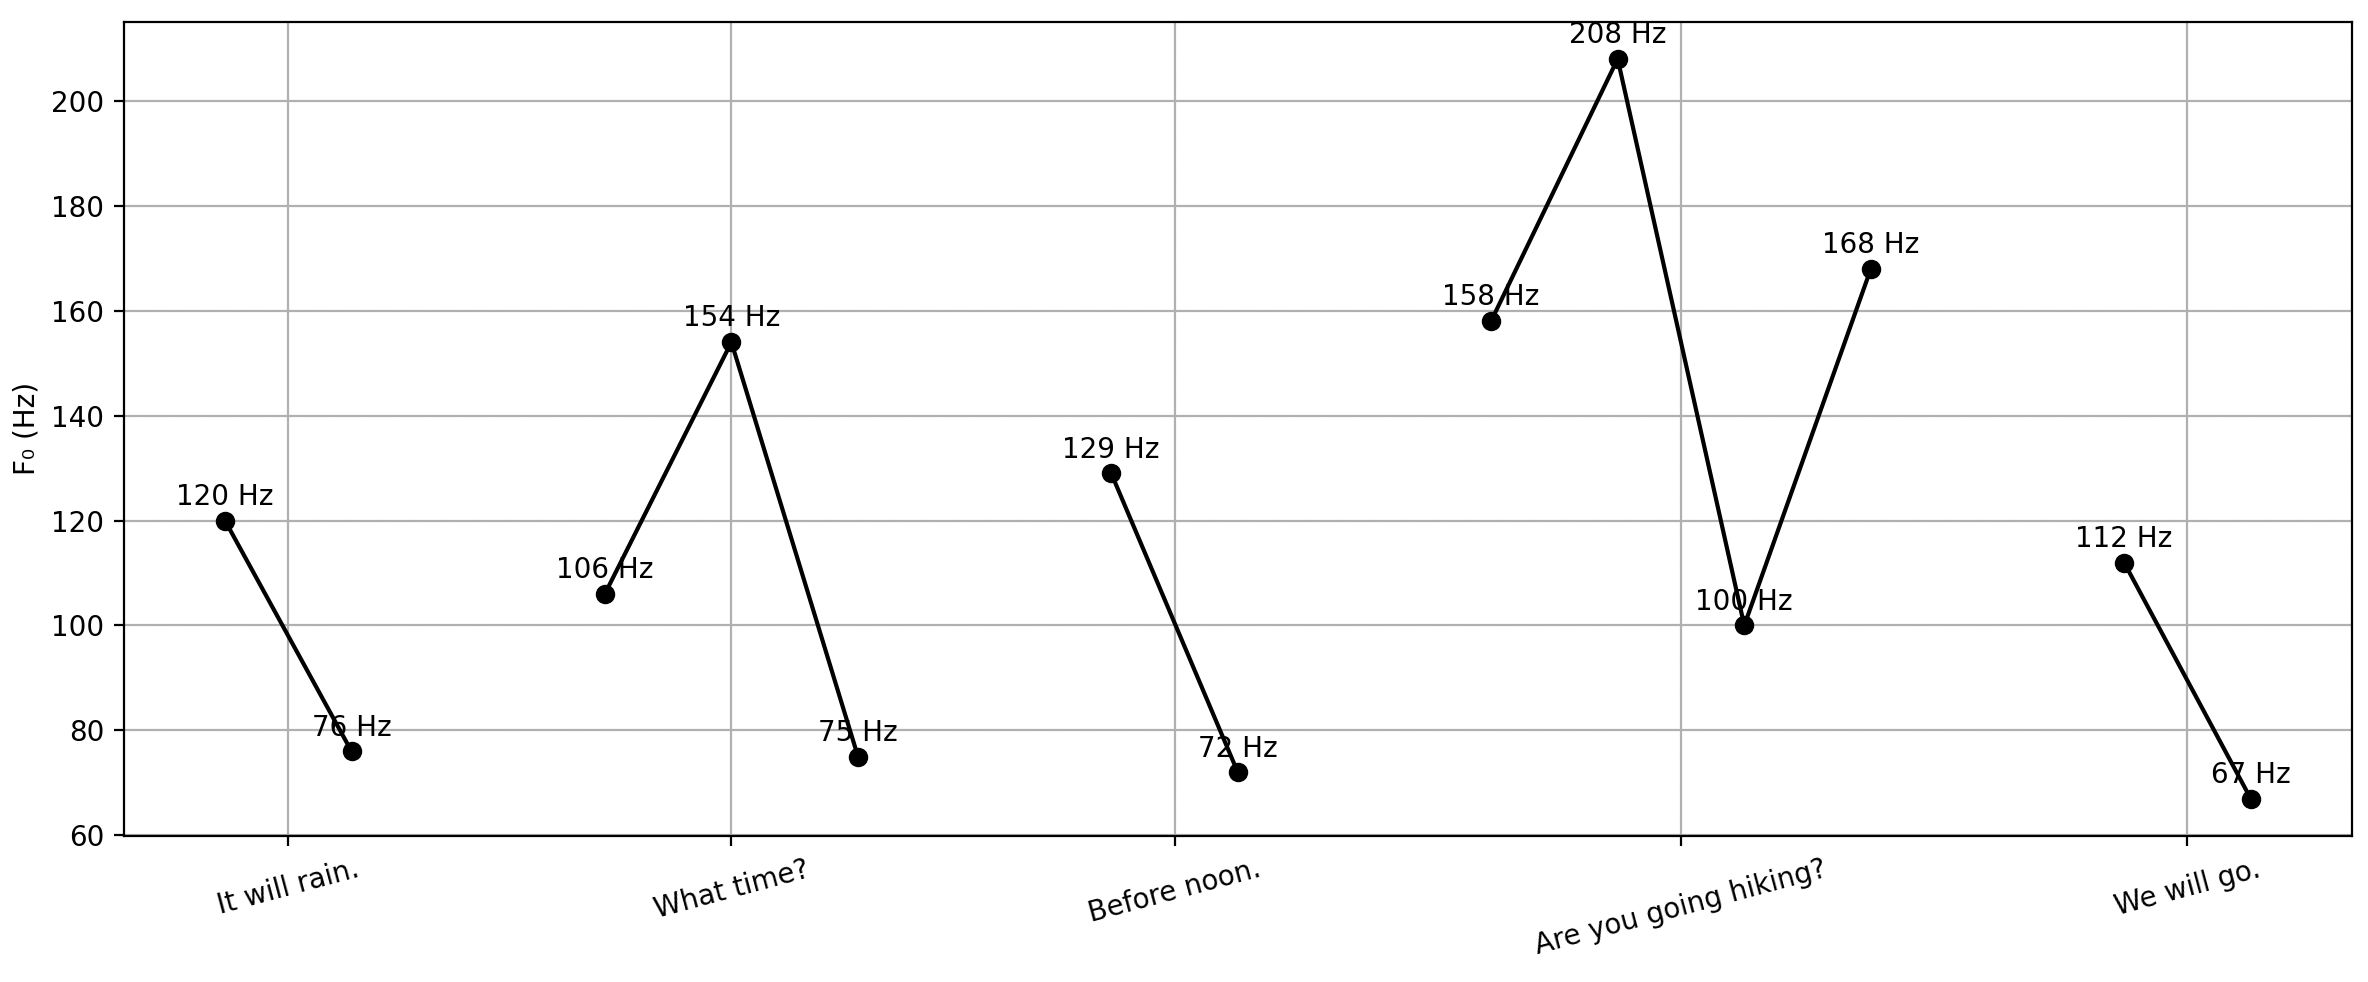 F₀ (Hz)
200
180
160
140
120
100
80
60
120 Hz
76 Hz
106 Hz
154 Hz
75 Hz
129 Hz
72 Hz
158 Hz
208 Hz
100 Hz
168 Hz
112 Hz
67 Hz
It will rain.
What time?
Before noon.
Are you going hiking?
We will go.